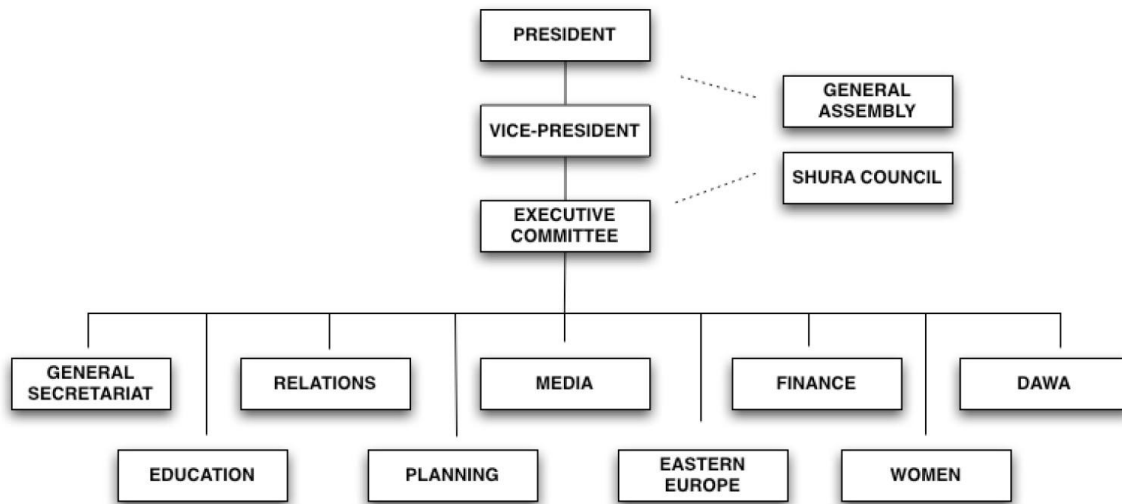 PRESIDENT
GENERAL
ASSEMBLY
VICE-PRESIDENT
SHURA COUNCIL
EXECUTIVE
COMMITTEE
GENERAL
SECRETARIAT
RELATIONS
MEDIA
FINANCE
DAWA
EDUCATION
PLANNING
EASTERN
EUROPE
WOMEN